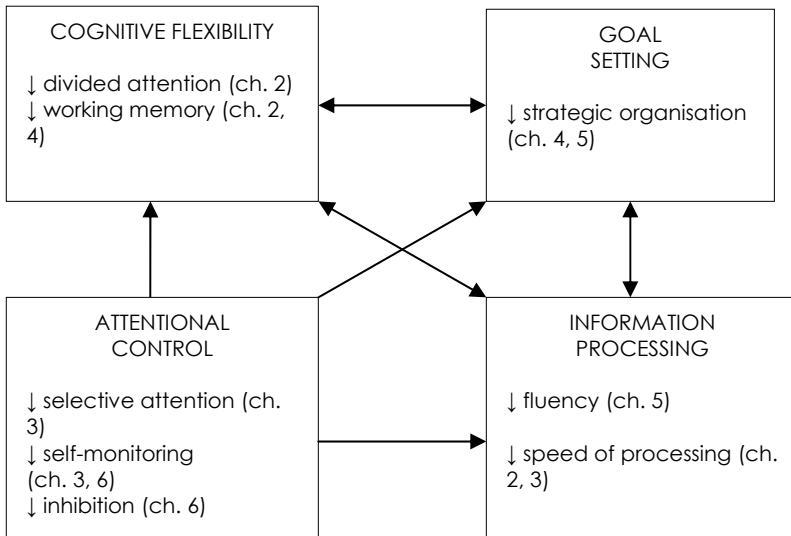 COGNITIVE FLEXIBILITY
↓ divided attention (ch. 2)
↓ working memory (ch. 2,
4)
GOAL
SETTING
↓ strategic organisation
(ch. 4, 5)
ATTENTIONAL
CONTROL
↓ selective attention (ch.
3)
↓ self-monitoring
(ch. 3, 6)
↓ inhibition (ch. 6)
INFORMATION
PROCESSING
↓ fluency (ch. 5)
↓ speed of processing (ch.
2, 3)